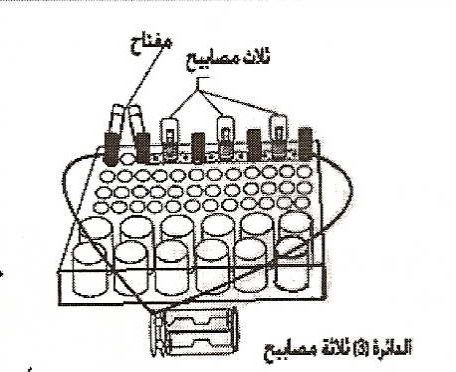 مفتاح
ثلاث مصابيح
الدائرة (3) ثلاثة مصابيح